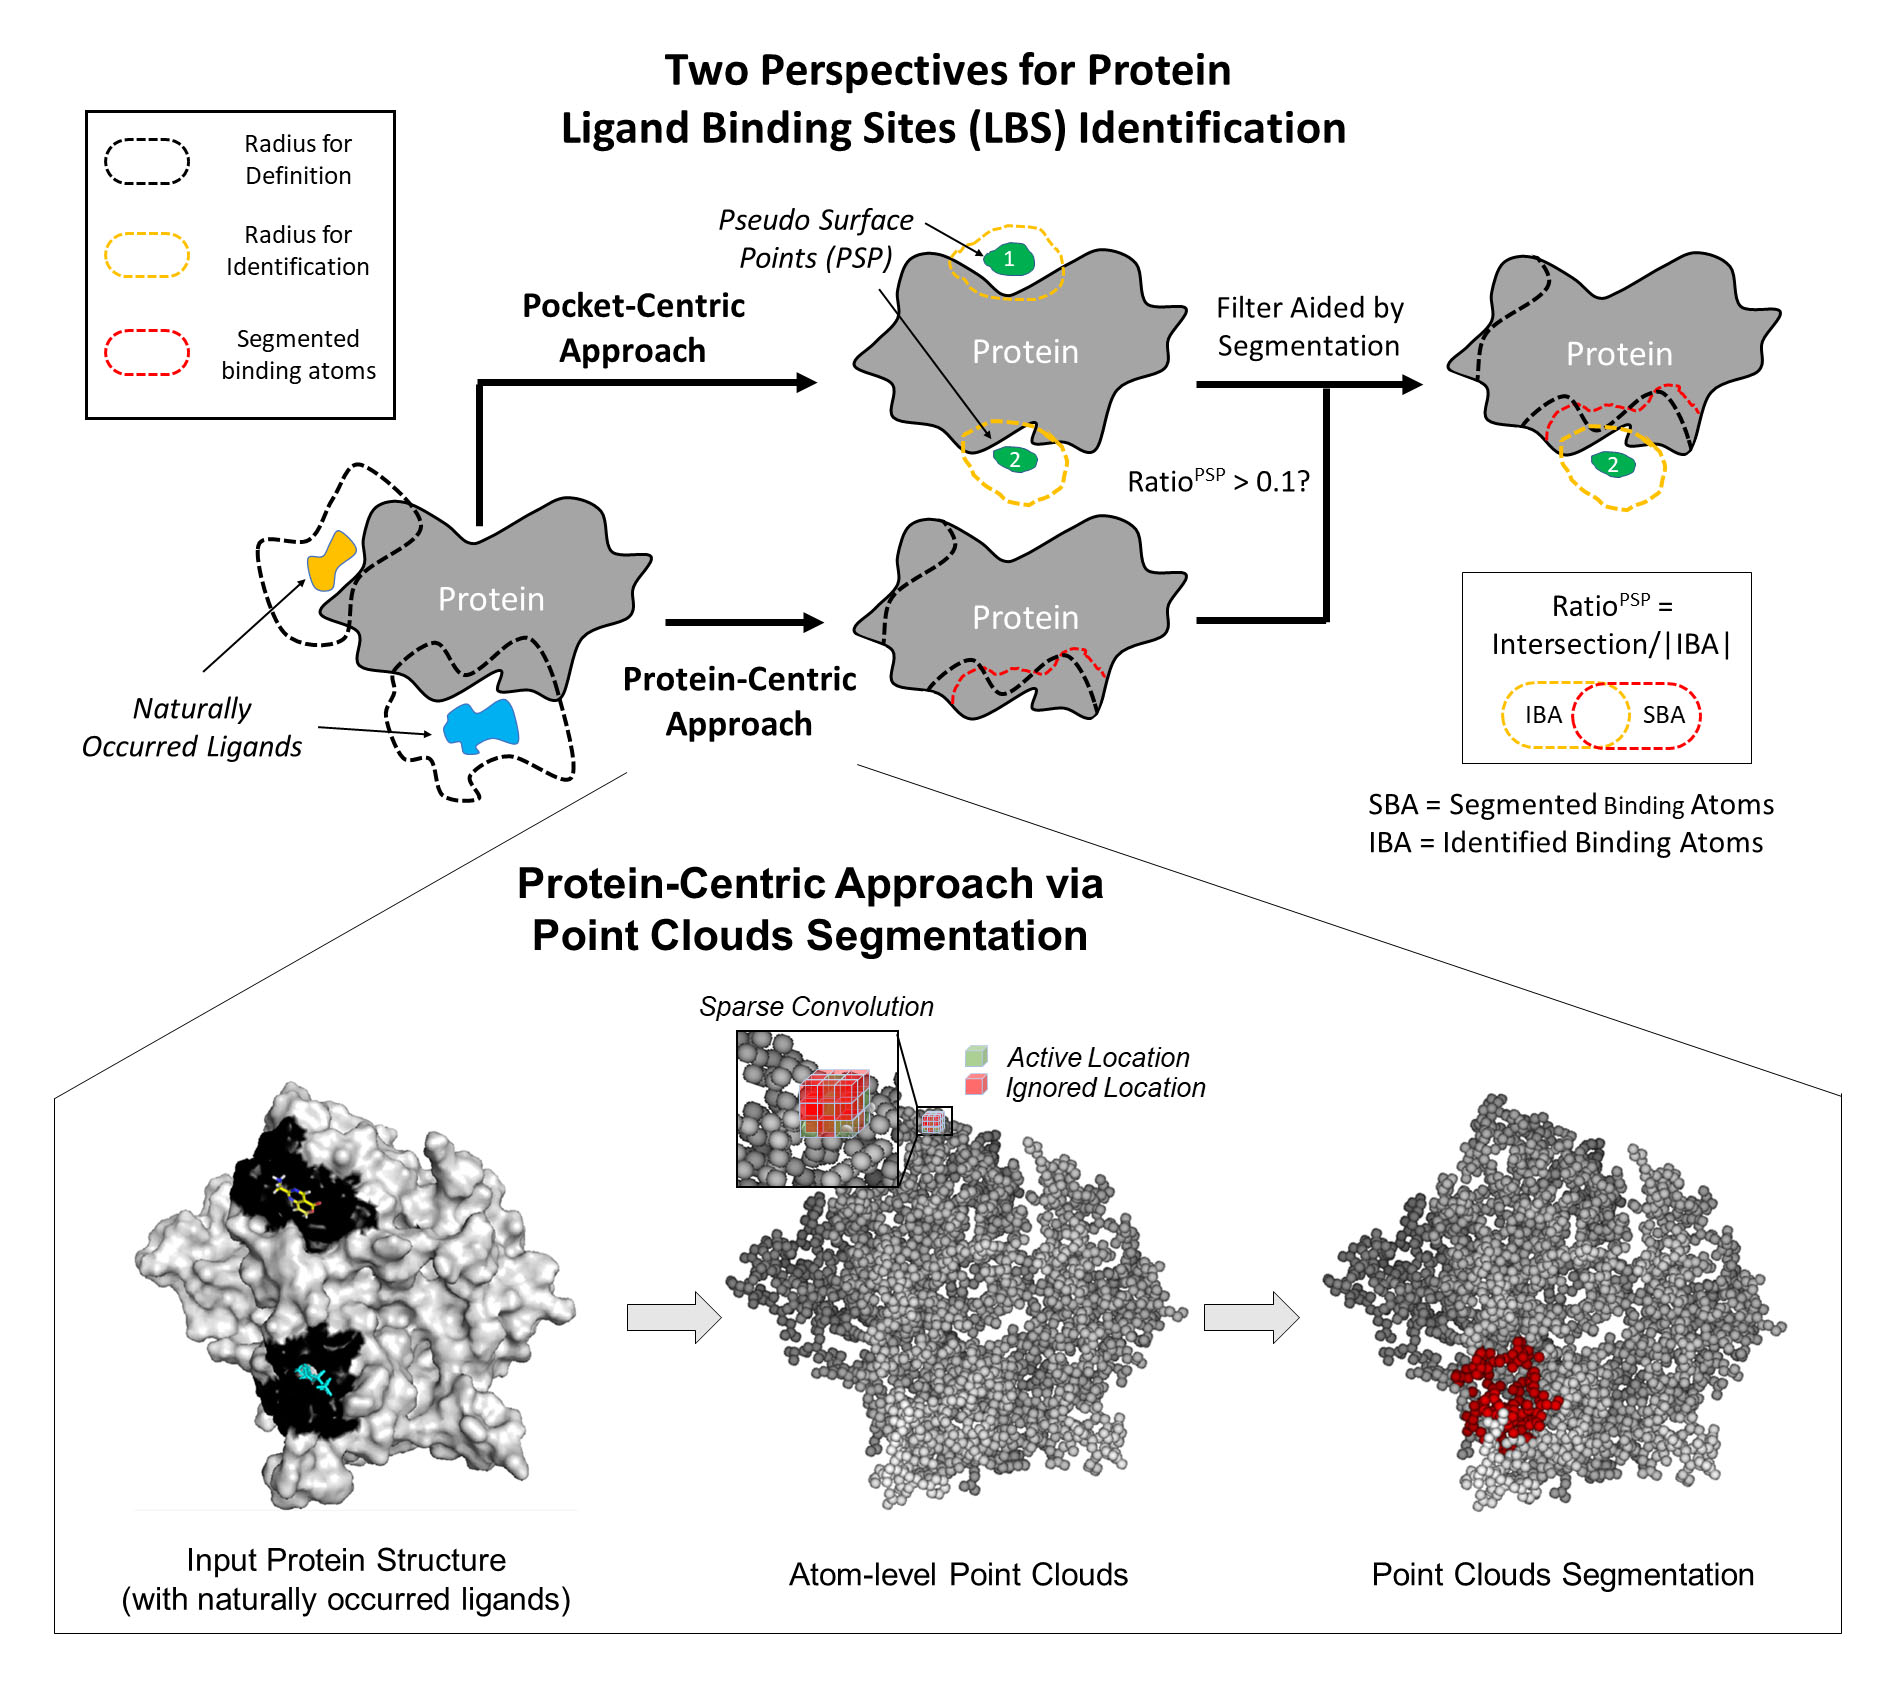 Two Perspectives for Protein
Ligand Binding Sites (LBS) Identification
Radius for
Definition
Radius for
Identification
Segmented
binding atoms
Pseudo Surface
Points (PSP)
1
Protein
2
Pocket-Centric
Approach
Filter Aided by
Segmentation
Ratio^PSP > 0.1?
Protein
2
Protein
Naturally
Occurred Ligands
Protein-Centric
Approach
Protein
Ratio^PSP =
Intersection/|IBA|
IBA
SBA
SBA = Segmented Binding Atoms
IBA = Identified Binding Atoms
Protein-Centric Approach via
Point Clouds Segmentation
Sparse Convolution
Active Location
Ignored Location
Input Protein Structure
(with naturally occurred ligands)
Atom-level Point Clouds
Point Clouds Segmentation